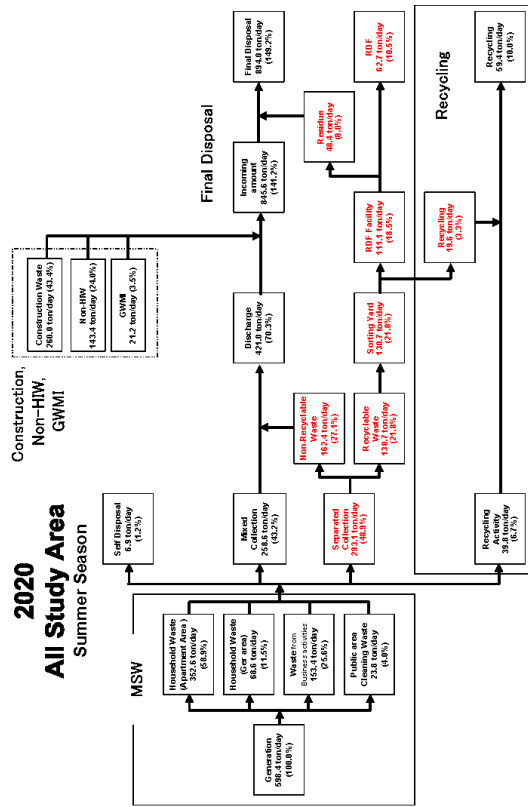 2020
All Study Area
Summer Season
Construction,
Non-HIW,
GWMI
Construction Waste
260.0 ton/day (43.4%)
Non-HIW
143.4 ton/day (24.0%)
GWMI
21.2 ton/day (3.5%)
MSW
Generation
598.4 ton/day
(100.0%)
Household Waste
(Apartment Area)
352.6 ton/day
(58.9%)
Household Waste
(Ger area)
68.6 ton/day
(11.5%)
Waste from
Business activities
153.4 ton/day
(25.6%)
Public area
Cleaning Waste
23.8 ton/day
(4.0%)
Self Disposal
6.9 ton/day
(1.2%)
Mixed
Collection
258.6 ton/day
(43.2%)
Separated
Collection
293.1 ton/day
(48.9%)
Recycling
Activity
39.8 ton/day
(6.7%)
Non-Recyclable
Waste
162.4 ton/day
(27.1%)
Recyclable
Waste
130.7 ton/day
(21.8%)
Discharge
421.0 ton/day
(70.3%)
Sorting Yard
130.7 ton/day
(21.8%)
Final Disposal
Incoming
amount
845.6 ton/day
(141.2%)
RDF Facility
111.1 ton/day
(18.5%)
Recycling
19.6 ton/day
(3.3%)
Residue
48.4 ton/day
(8.0%)
Final Disposal
894.0 ton/day
(149.2%)
RDF
62.7 ton/day
(10.5%)
Recycling
Recycling
59.4 ton/day
(10.0%)